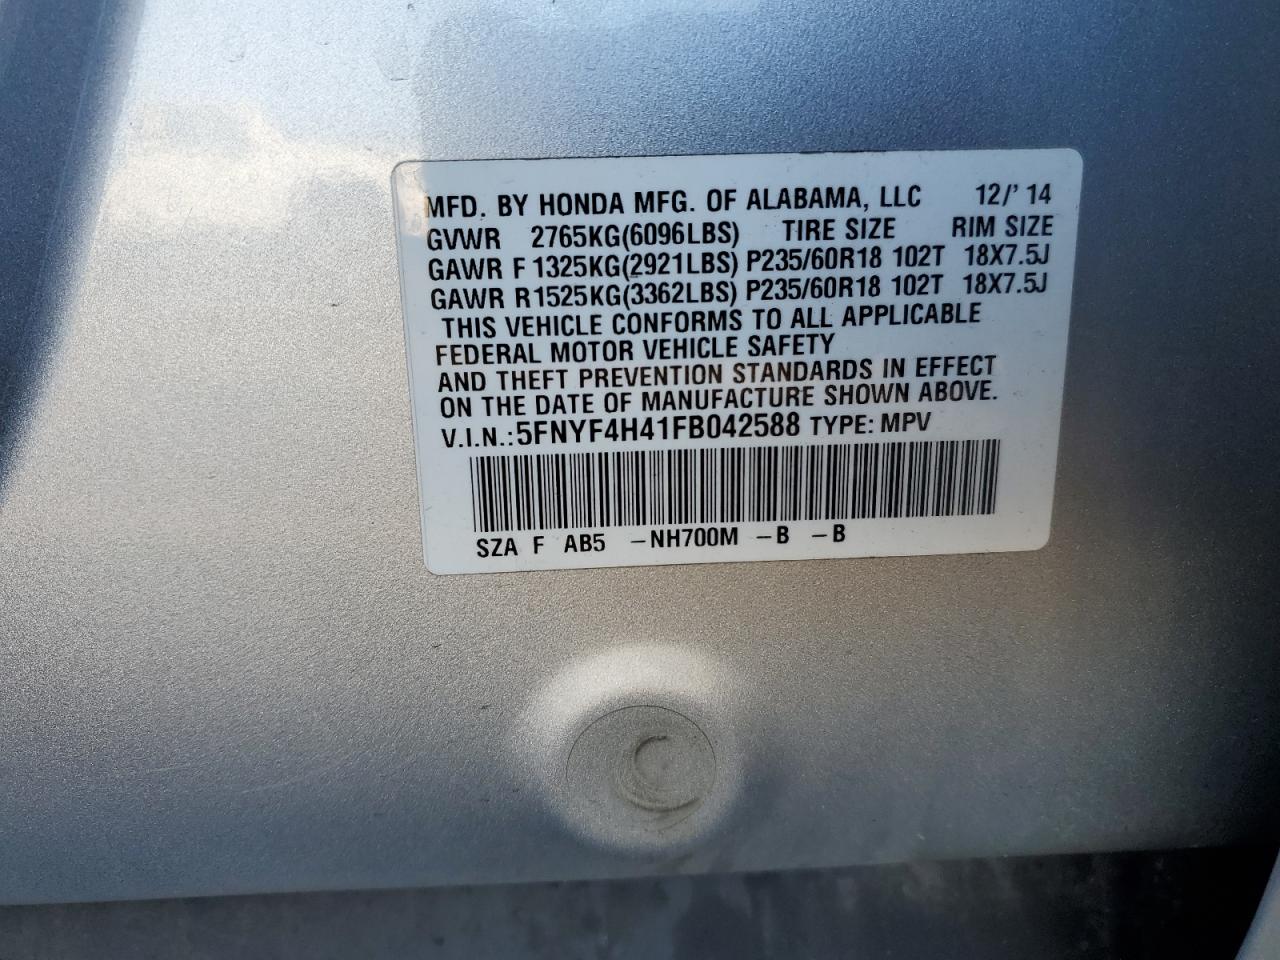 MFD. BY HONDA MFG. OF ALABAMA, LLC 12/' 14
GVWR 2765KG(6096LBS) TIRE SIZE RIM SIZE
GAWR F 1325KG(2921LBS) P235/60R18 102T 18X7.5J
GAWR R1525KG(3362LBS) P235/60R18 102T 18X7.5J
THIS VEHICLE CONFORMS TO ALL APPLICABLE
FEDERAL MOTOR VEHICLE SAFETY
AND THEFT PREVENTION STANDARDS IN EFFECT
ON THE DATE OF MANUFACTURE SHOWN ABOVE.
V.I.N.:5FNYF4H41FB042588 TYPE: MPV
SZA F AB5 -NH700M -B -B